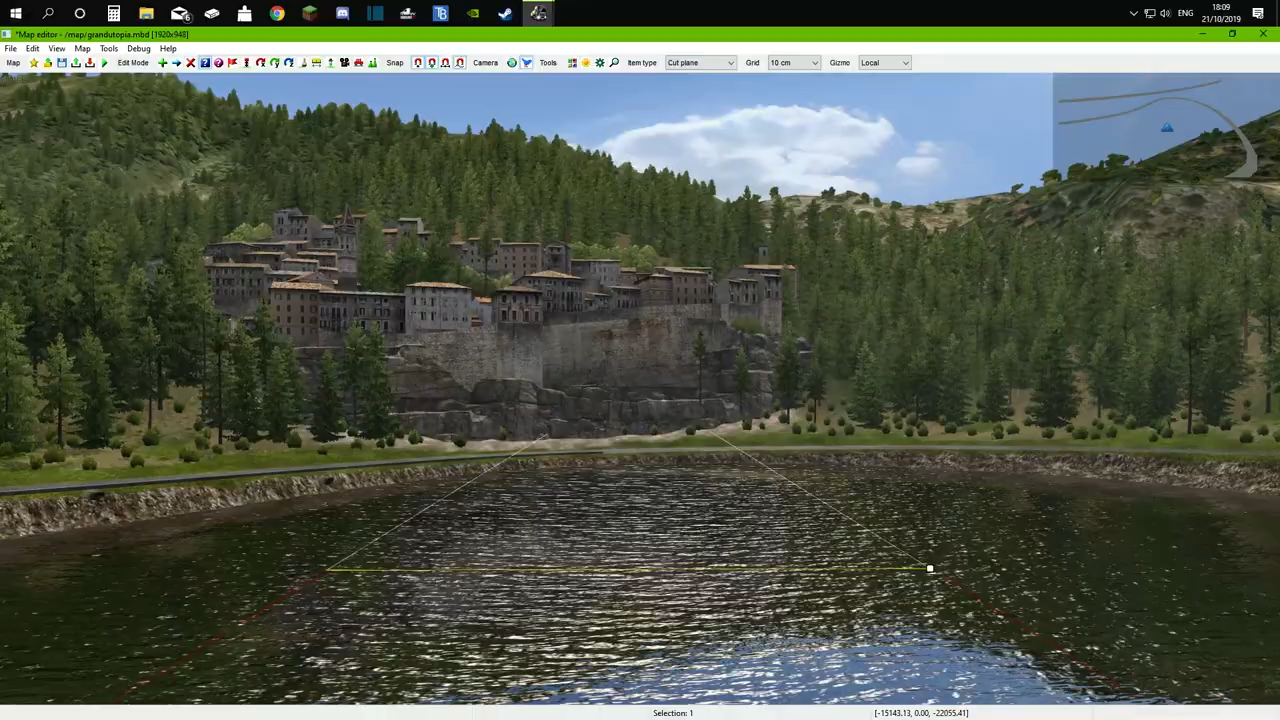 6
TB
ENG
18:09
21/10/2019
*Map editor - /map/grandutopia.mbd [1920x948]
File Edit View Map Tools Debug Help
Map Edit Mode Snap Camera Tools Item type Cut plane Grid 10 cm Gizmo Local
Selection: 1 [-15143.13, 0.00, -22055.41]